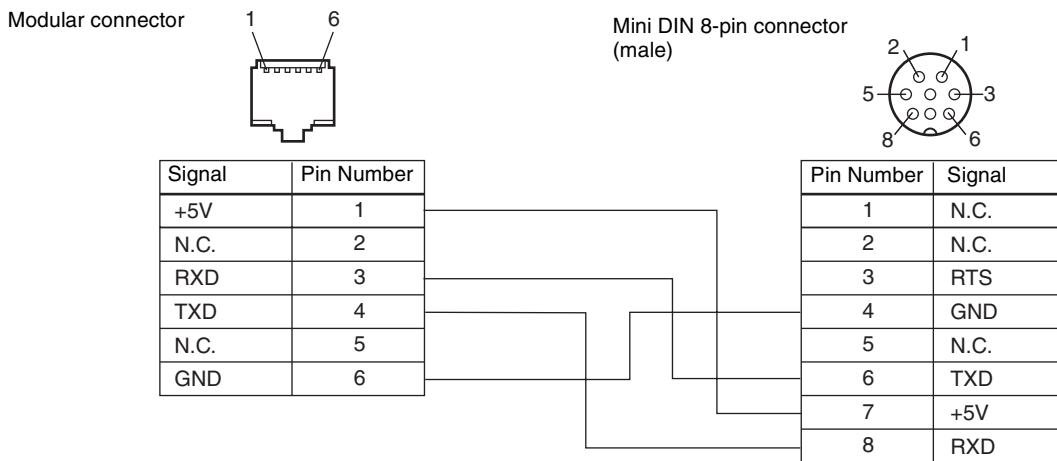 Modular connector
1 6
Mini DIN 8-pin connector
(male)
2 1
5 3
8 6
Signal Pin Number
+5V 1
N.C. 2
RXD 3
TXD 4
N.C. 5
GND 6
Pin Number Signal
1 N.C.
2 N.C.
3 RTS
4 GND
5 N.C.
6 TXD
7 +5V
8 RXD